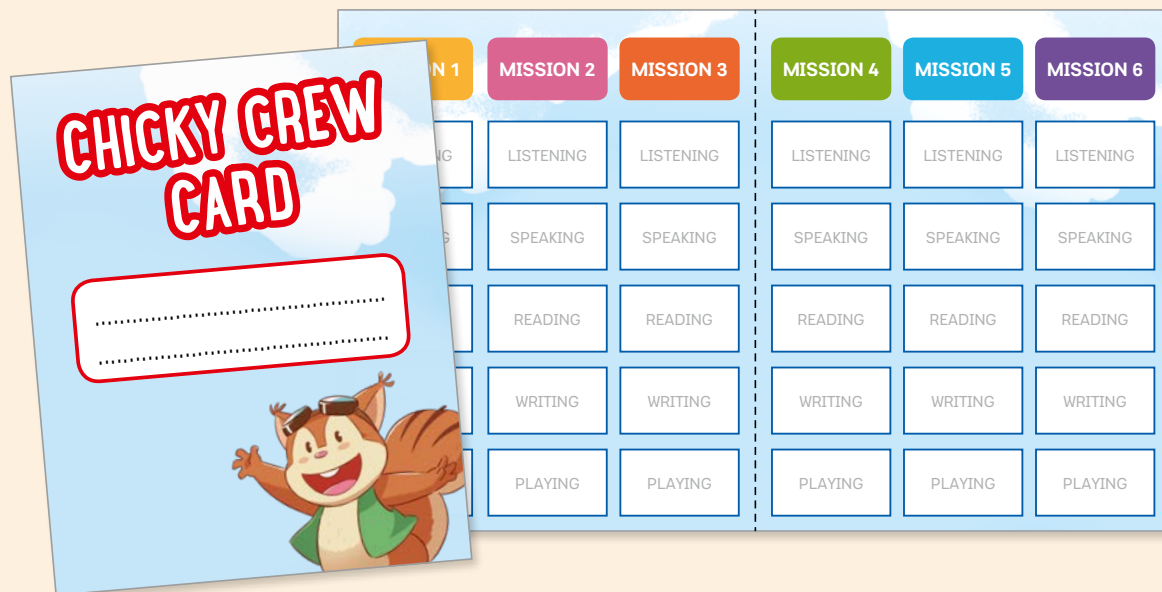 CHICKY CREW
CARD
N 1 MISSION 2 MISSION 3 MISSION 4 MISSION 5 MISSION 6
NG LISTENING LISTENING LISTENING LISTENING LISTENING
G SPEAKING SPEAKING SPEAKING SPEAKING SPEAKING
READING READING READING READING READING
WRITING WRITING WRITING WRITING WRITING
PLAYING PLAYING PLAYING PLAYING PLAYING